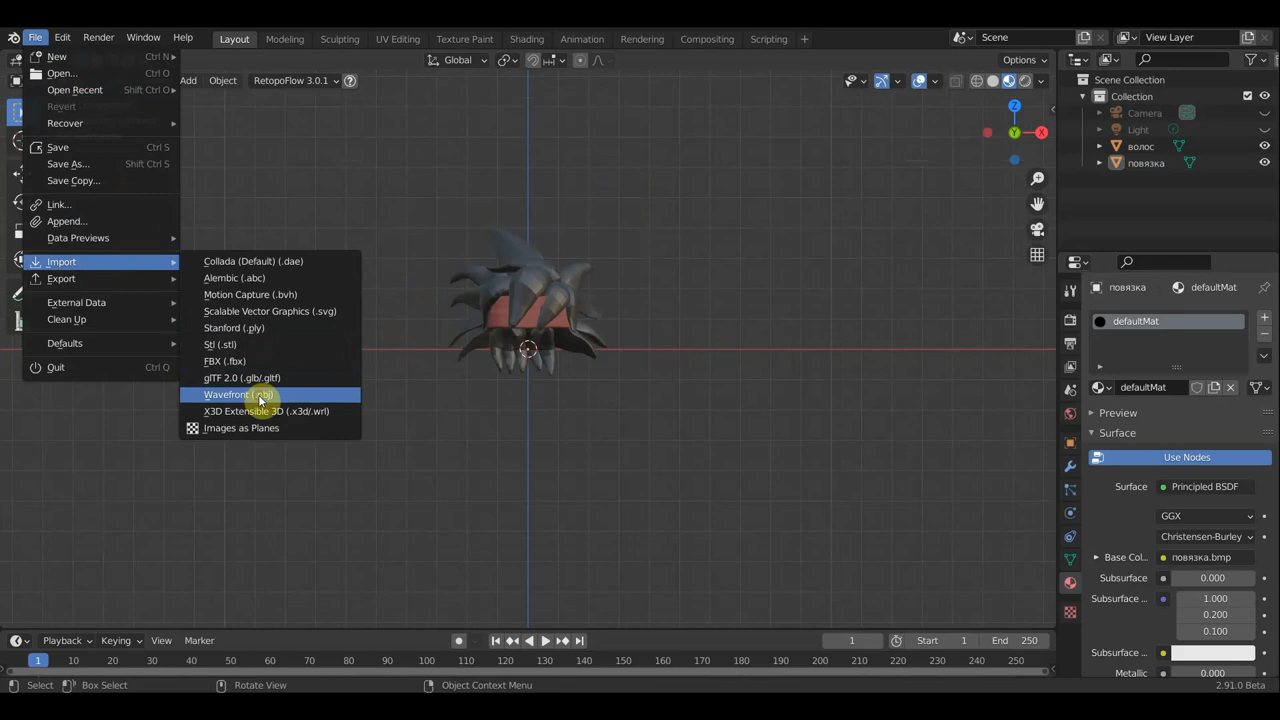 File Edit Render Window Help
Layout Modeling Sculpting UV Editing Texture Paint Shading Animation Rendering Compositing Scripting +
Scene
View Layer
New Ctrl N
Open... Ctrl O
Open Recent Shift Ctrl O
Revert
Recover
Save Ctrl S
Save As... Shift Ctrl S
Save Copy...
Link...
Append...
Data Previews
Import
Export
External Data
Clean Up
Defaults
Quit Ctrl Q
Collada (Default) (.dae)
Alembic (.abc)
Motion Capture (.bvh)
Scalable Vector Graphics (.svg)
Stanford (.ply)
Stl (.stl)
FBX (.fbx)
glTF 2.0 (.glb/.gltf)
Wavefront (.obj)
X3D Extensible 3D (.x3d/.wrl)
Images as Planes
Global
Options
Add Object RetopoFlow 3.0.1
Z
Y
X
Scene Collection
Collection
Camera
Light
волос
повязка
повязка defaultMat
defaultMat
defaultMat
Preview
Surface
Use Nodes
Surface Principled BSDF
GGX
Christensen-Burley
Base Col... повязка.bmp
Subsurface 0.000
Subsurface ... 1.000
0.200
0.100
Subsurface ...
Metallic 0.000
Playback Keying View Marker
1 Start 1 End 250
1 10 20 30 40 50 60 70 80 90 100 110 120 130 140 150 160 170 180 190 200 210 220 230 240 250
Select Box Select Rotate View Object Context Menu 2.91.0 Beta